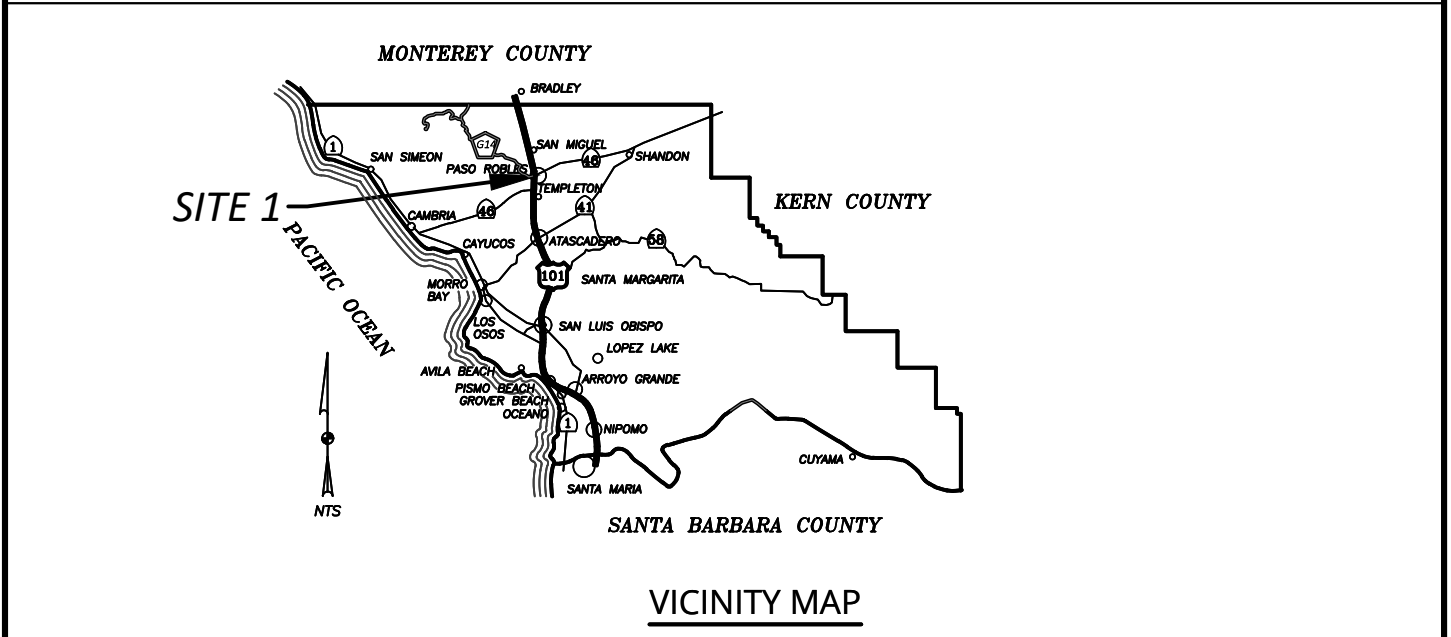 MONTEREY COUNTY
BRADLEY
1
G14
SAN MIGUEL
SAN SIMEON
46
SHANDON
PASO ROBLES
TEMPLETON
SITE 1
KERN COUNTY
46
41
CAMBRIA
PACIFIC OCEAN
CAYUCOS
ATASCADERO
58
101
SANTA MARGARITA
MORRO
BAY
LOS
OSOS
SAN LUIS OBISPO
LOPEZ LAKE
AVILA BEACH
ARROYO GRANDE
PISMO BEACH
GROVER BEACH
OCEANO
1
NIPOMO
CUYAMA
SANTA MARIA
NTS
SANTA BARBARA COUNTY
VICINITY MAP